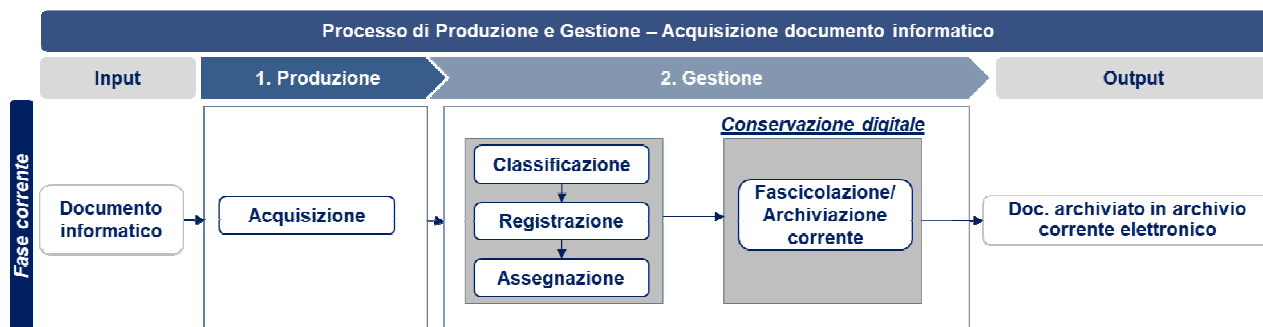 Processo di Produzione e Gestione – Acquisizione documento informatico
Input
1. Produzione
2. Gestione
Output
Fase corrente
Documento
informatico
Acquisizione
Classificazione
Registrazione
Assegnazione
Conservazione digitale
Fascicolazione/
Archiviazione
corrente
Doc. archiviato in archivio
corrente elettronico